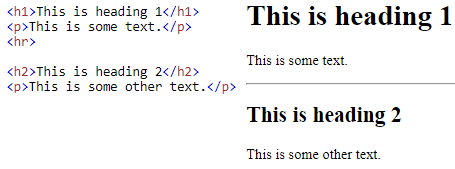 <h1>This is heading 1</h1>
<p>This is some text.</p>
<hr>
<h2>This is heading 2</h2>
<p>This is some other text.</p>
This is heading 1
This is some text.
This is heading 2
This is some other text.